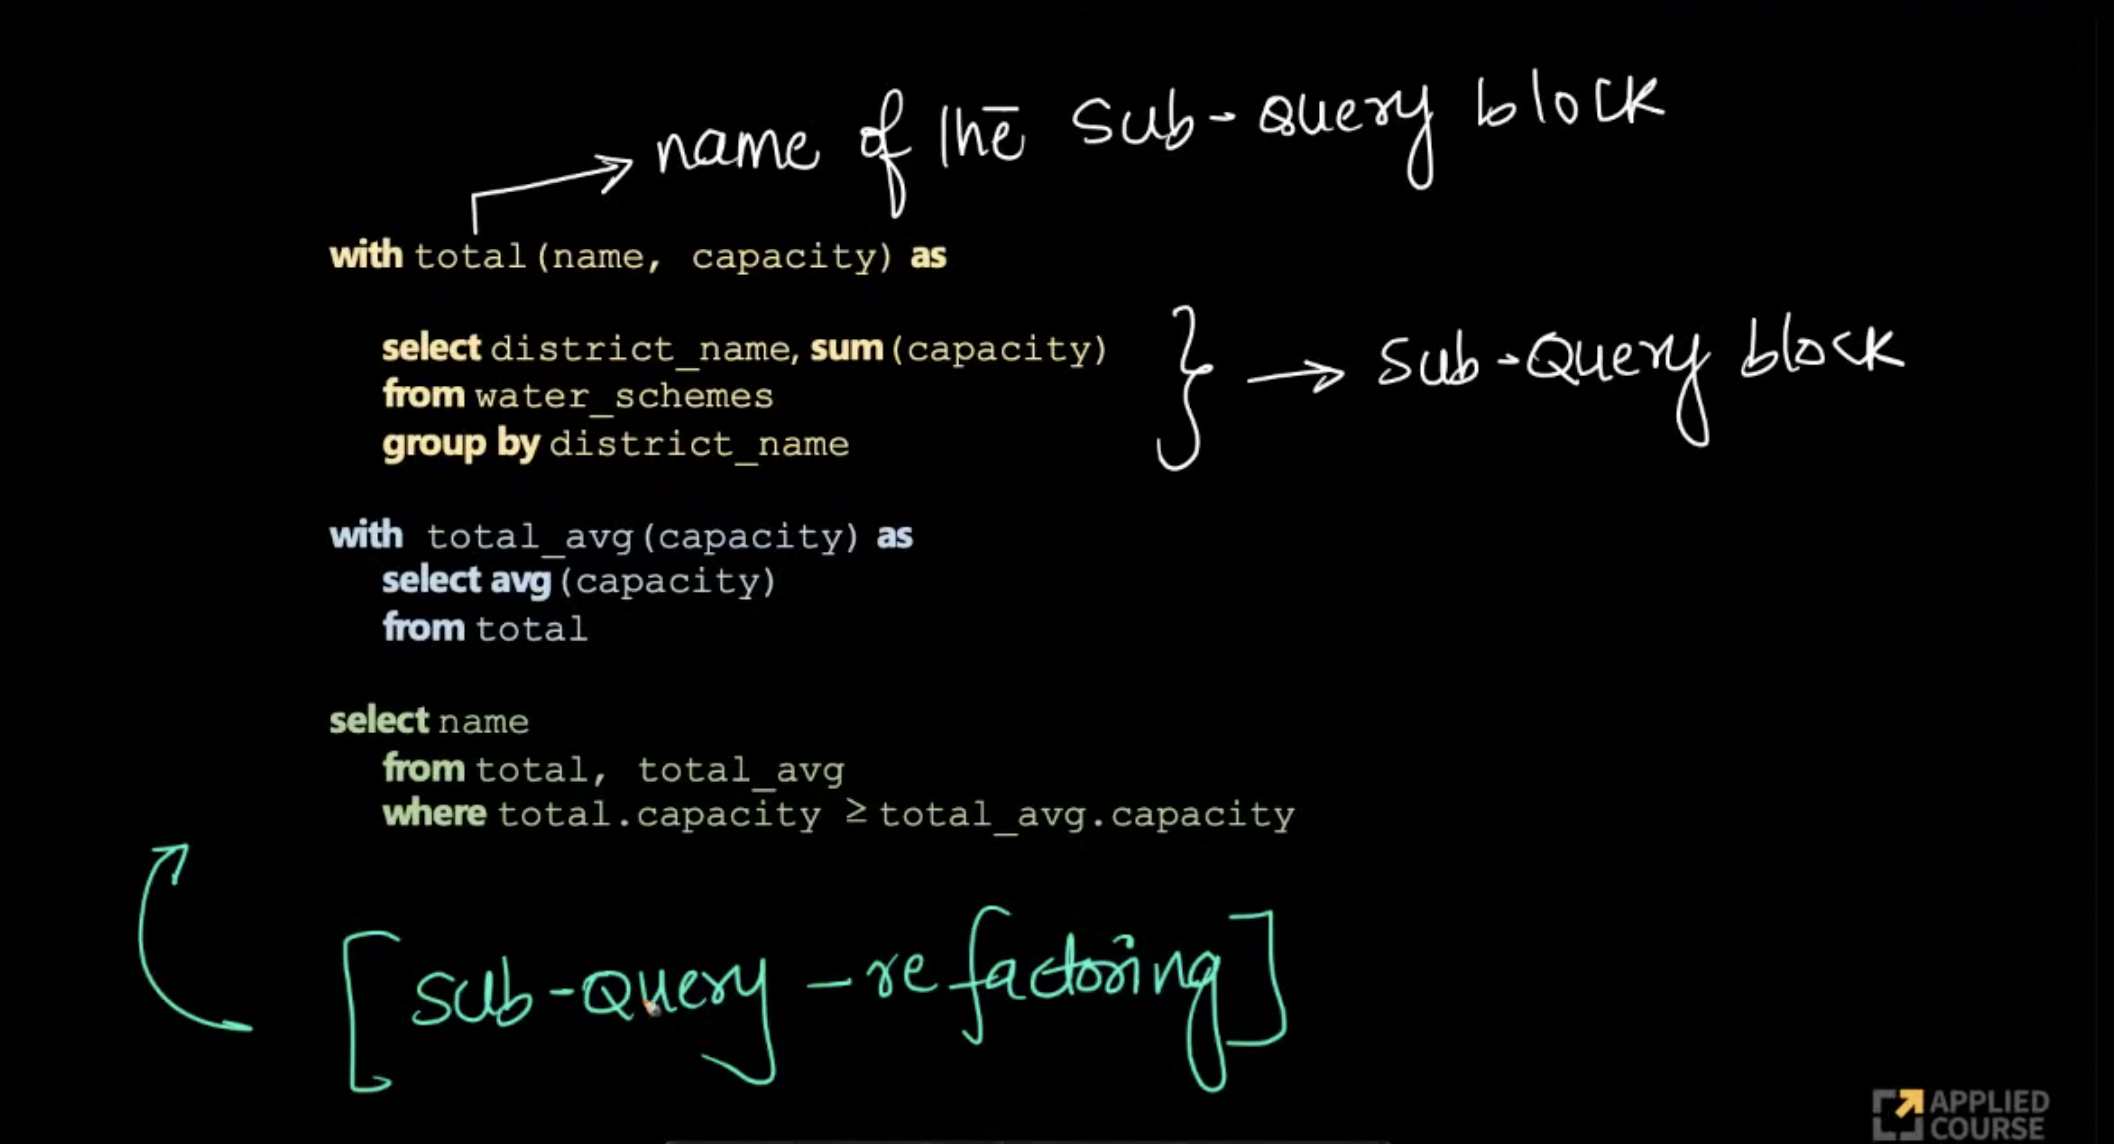 name of the sub-query block
with total(name, capacity) as
select district_name, sum(capacity)
from water_schemes
group by district_name
sub-Query block
with total_avg(capacity) as
select avg(capacity)
from total
select name
from total, total_avg
where total.capacity ≥ total_avg.capacity
[sub-query-refactoring]
APPLIED
COURSE